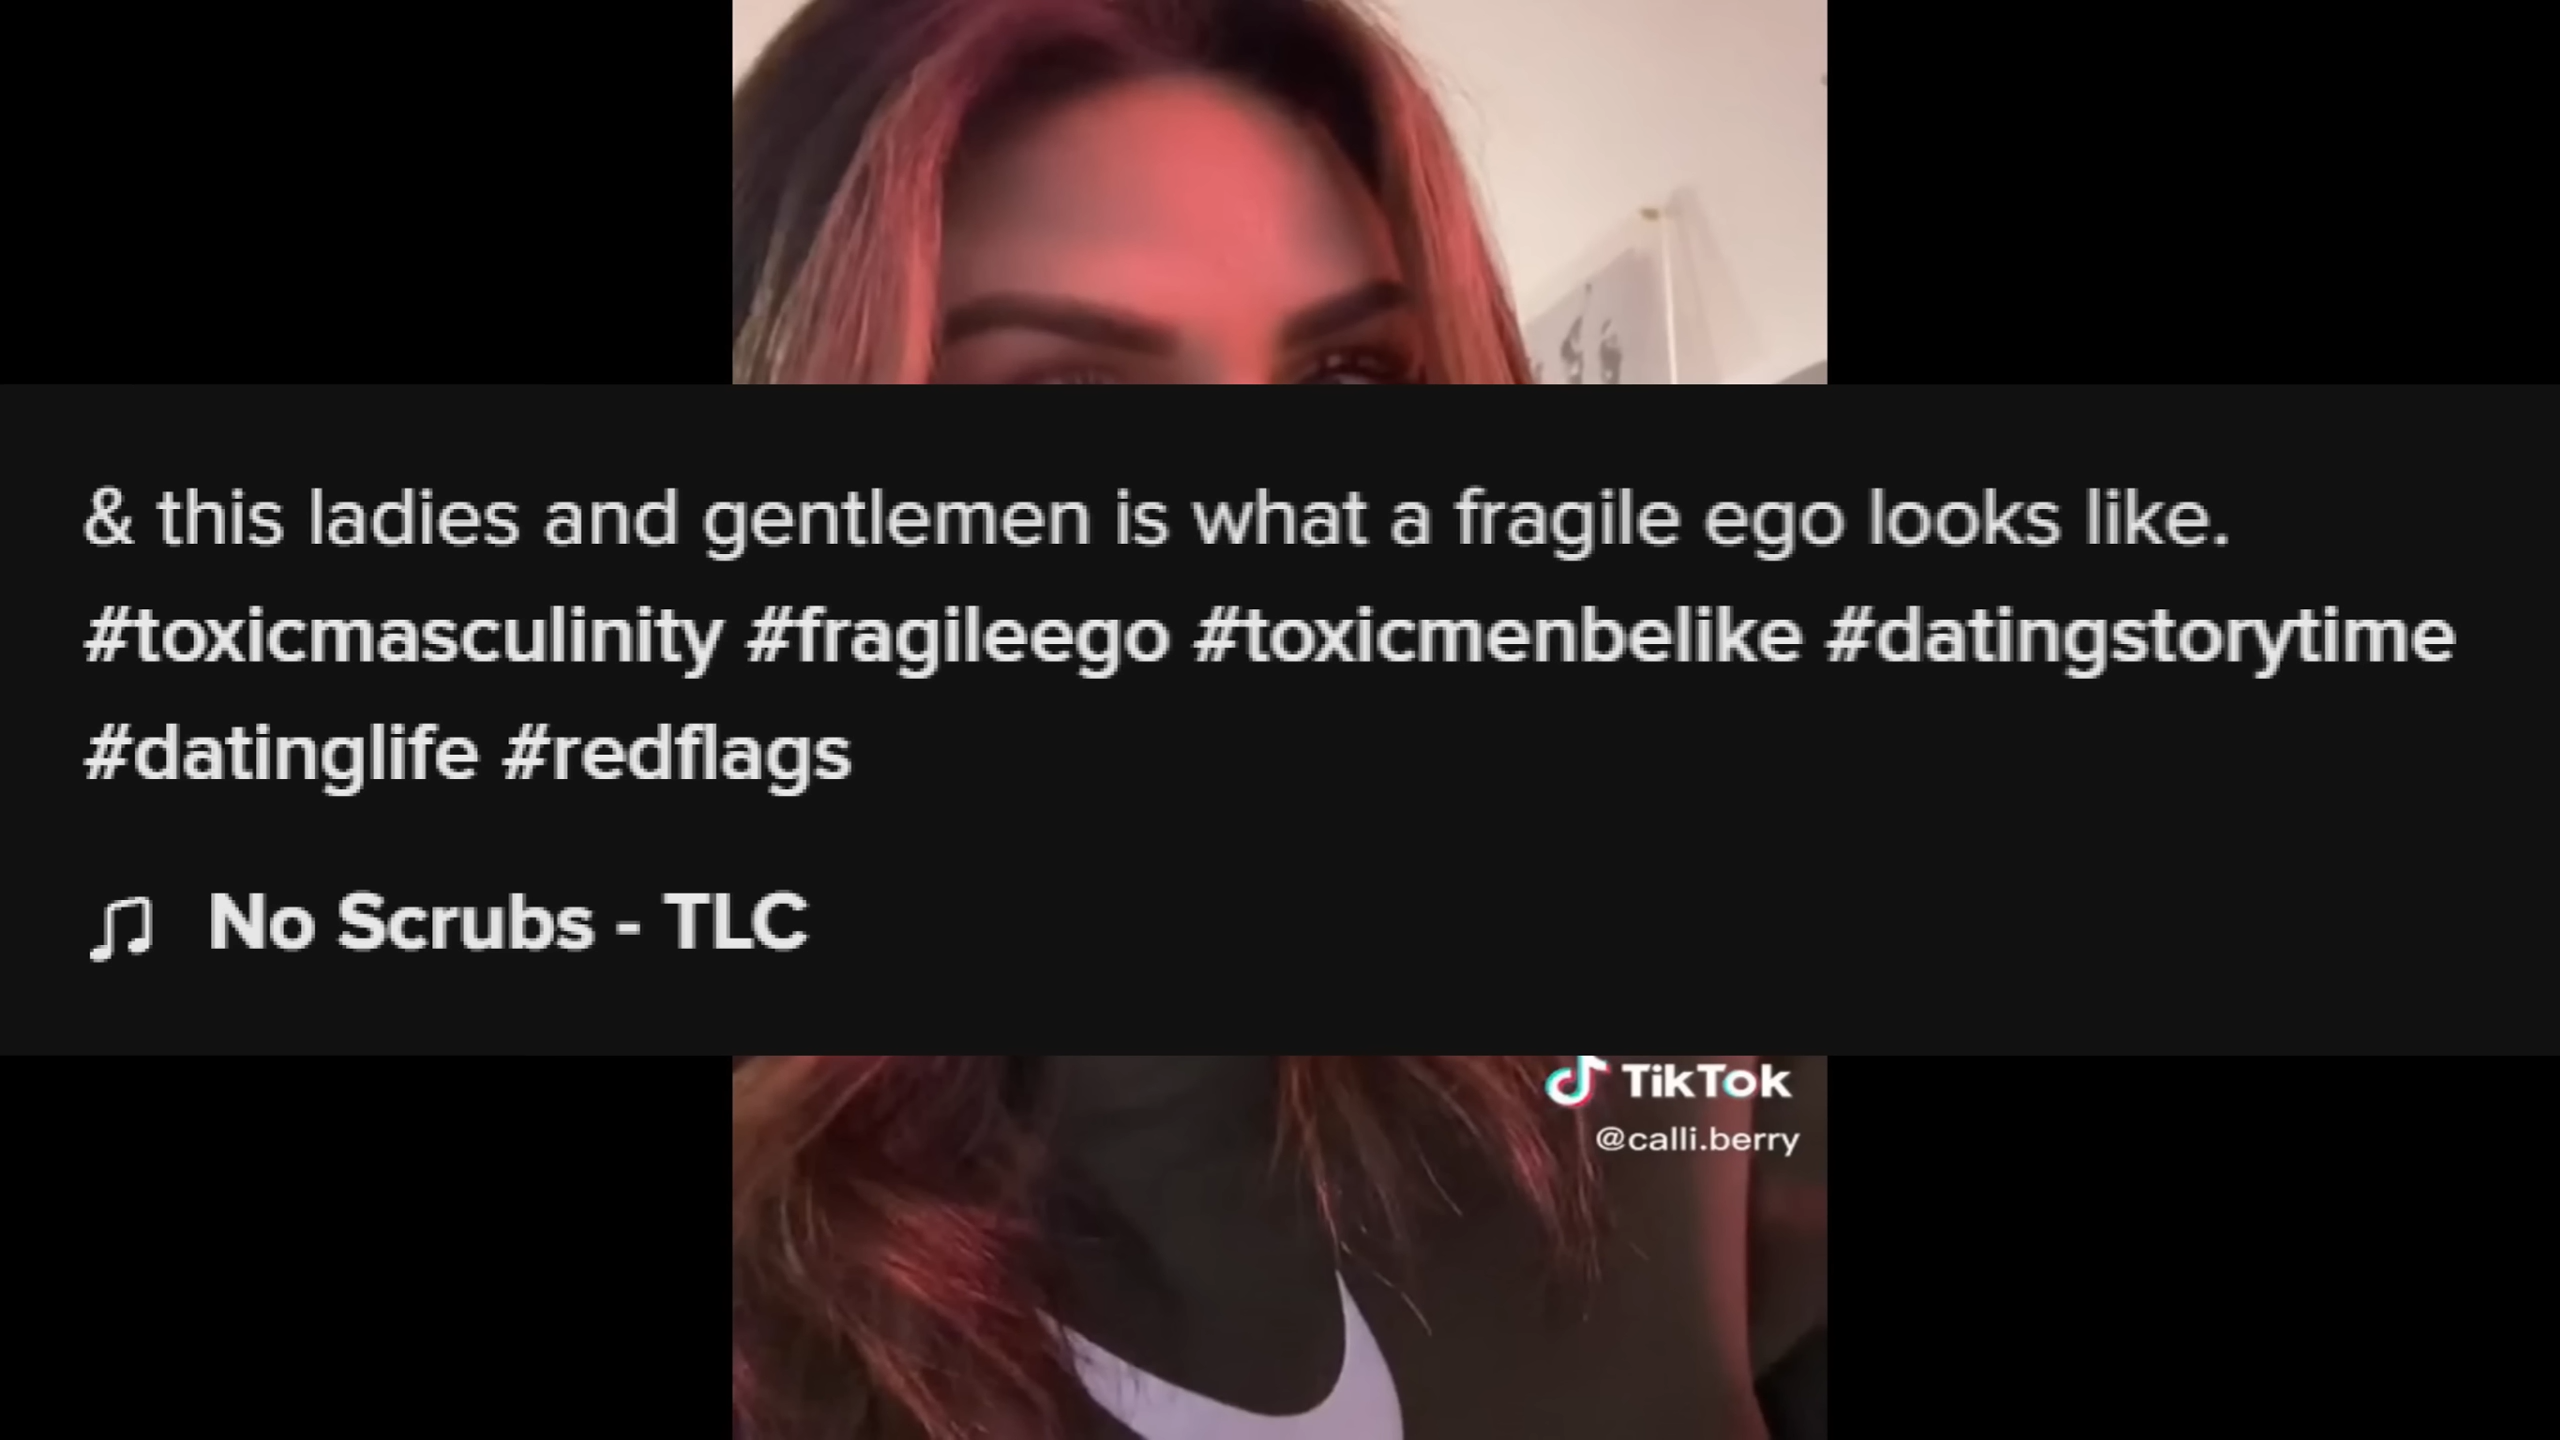 & this ladies and gentlemen is what a fragile ego looks like.
#toxicmasculinity #fragileego #toxicmenbelike #datingstorytime
#datinglife #redflags
No Scrubs - TLC
TikTok
@calli.berry